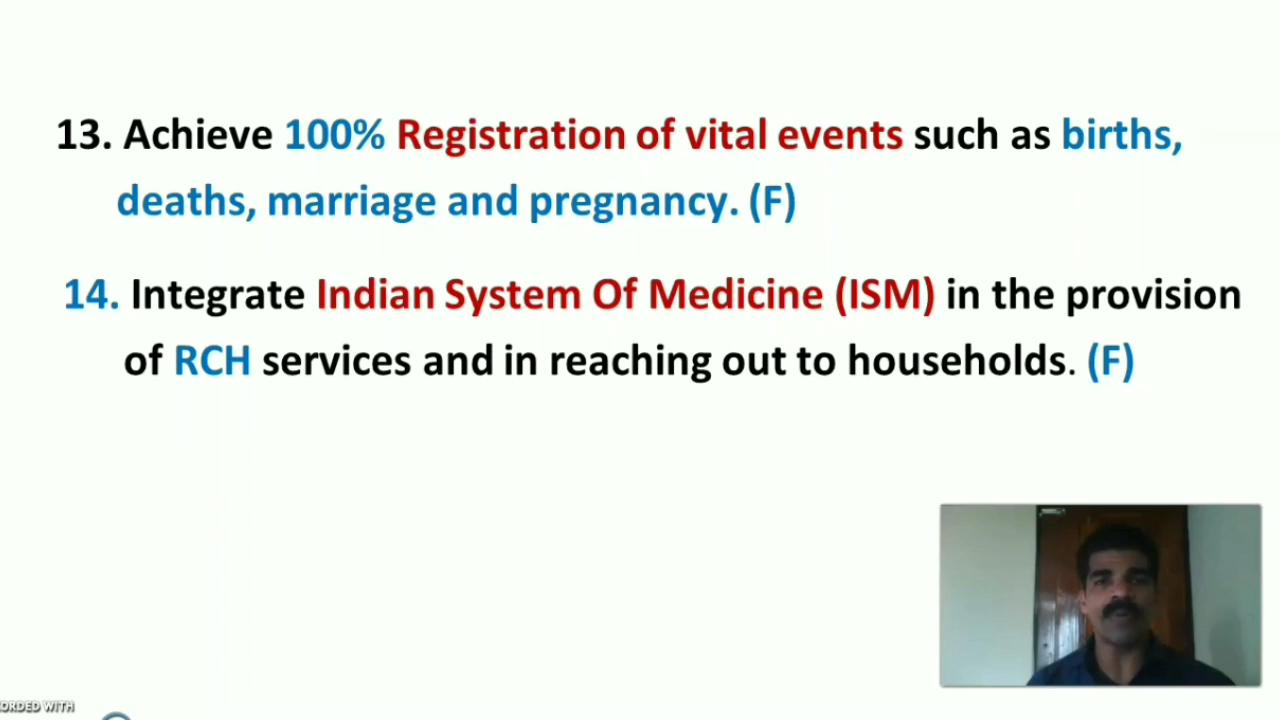 13. Achieve 100% Registration of vital events such as births,
deaths, marriage and pregnancy. (F)
14. Integrate Indian System Of Medicine (ISM) in the provision
of RCH services and in reaching out to households. (F)
ORDED WITH